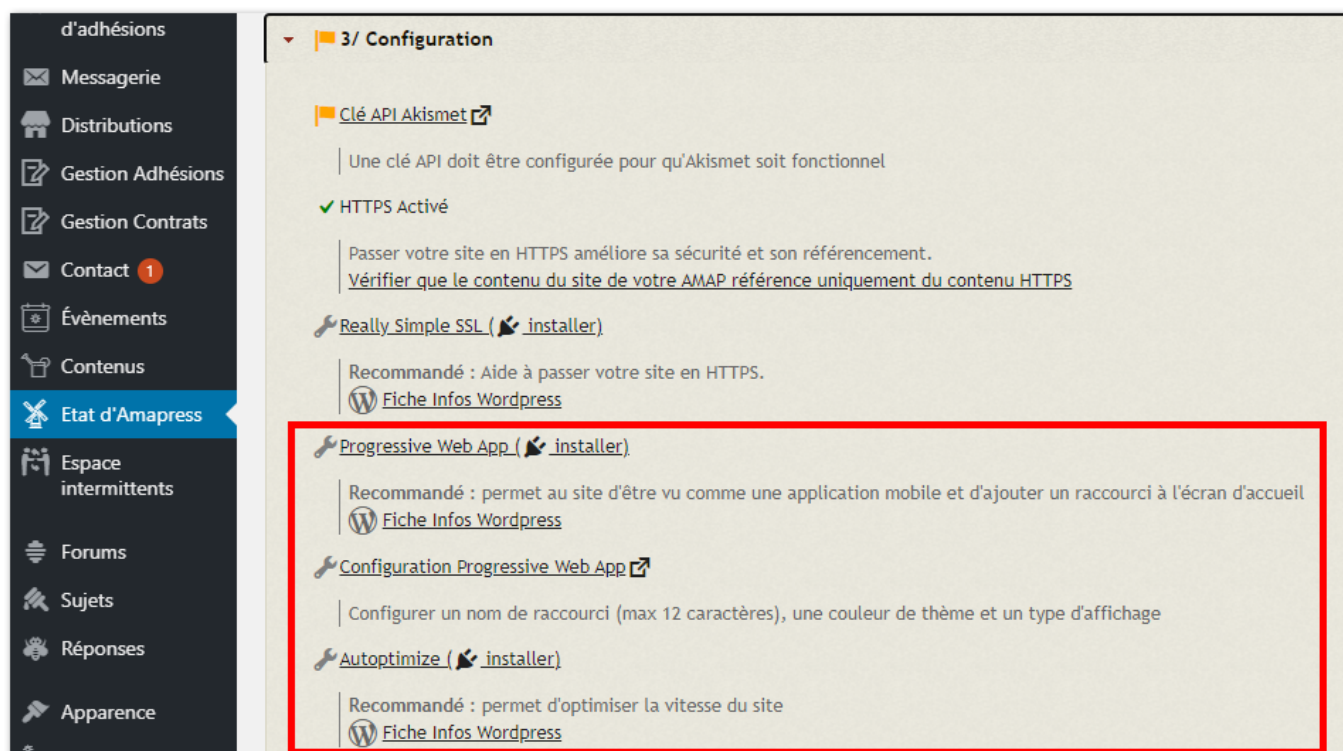 d'adhésions
Messagerie
Distributions
Gestion Adhésions
Gestion Contrats
Contact 1
Évènements
Contenus
Etat d'Amapress
Espace
intermittents
Forums
Sujets
Réponses
Apparence
3/ Configuration
Clé API Akismet
Une clé API doit être configurée pour qu'Akismet soit fonctionnel
HTTPS Activé
Passer votre site en HTTPS améliore sa sécurité et son référencement.
Vérifier que le contenu du site de votre AMAP référence uniquement du contenu HTTPS
Really Simple SSL ( installer)
Recommandé : Aide à passer votre site en HTTPS.
Fiche Infos Wordpress
Progressive Web App ( installer)
Recommandé : permet au site d'être vu comme une application mobile et d'ajouter un raccourci à l'écran d'accueil
Fiche Infos Wordpress
Configuration Progressive Web App
Configurer un nom de raccourci (max 12 caractères), une couleur de thème et un type d'affichage
Autoptimize ( installer)
Recommandé : permet d'optimiser la vitesse du site
Fiche Infos Wordpress